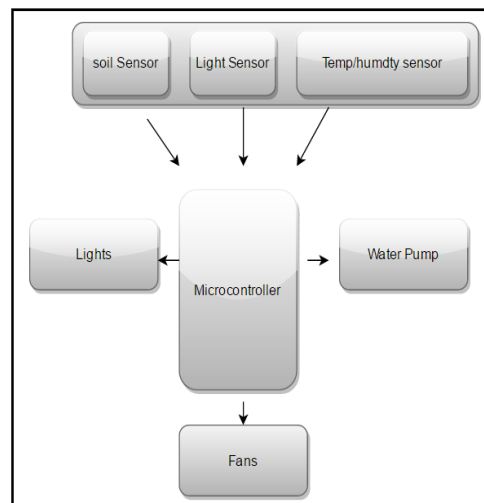 soil Sensor
Light Sensor
Temp/humdty sensor
Lights
Microcontroller
Water Pump
Fans